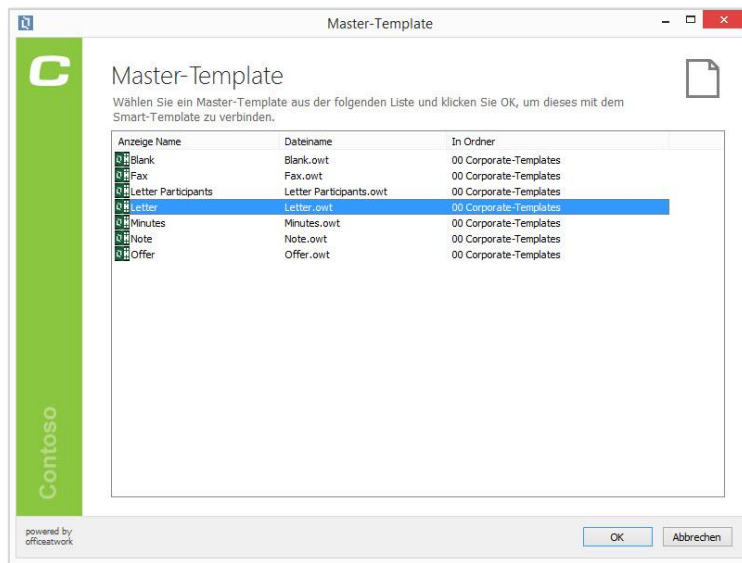 Master-Template
C
Master-Template
Wählen Sie ein Master-Template aus der folgenden Liste und klicken Sie OK, um dieses mit dem
Smart-Template zu verbinden.
Anzeige Name Dateiname In Ordner
Blank Blank.owt 00 Corporate-Templates
Fax Fax.owt 00 Corporate-Templates
Letter Participants Letter Participants.owt 00 Corporate-Templates
Letter Letter.owt 00 Corporate-Templates
Minutes Minutes.owt 00 Corporate-Templates
Note Note.owt 00 Corporate-Templates
Offer Offer.owt 00 Corporate-Templates
Contoso
powered by
officeatwork
OK Abbrechen